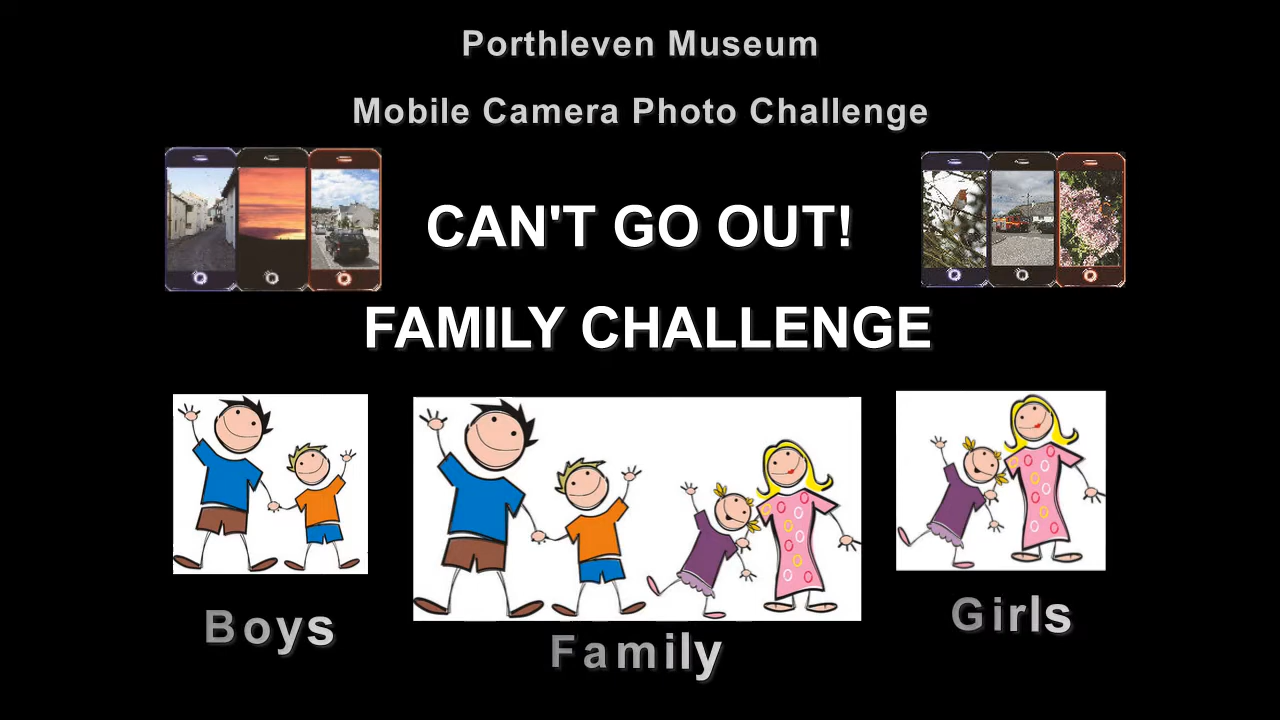 Porthleven Museum
Mobile Camera Photo Challenge
CAN'T GO OUT!
FAMILY CHALLENGE
Boys
Family
Girls